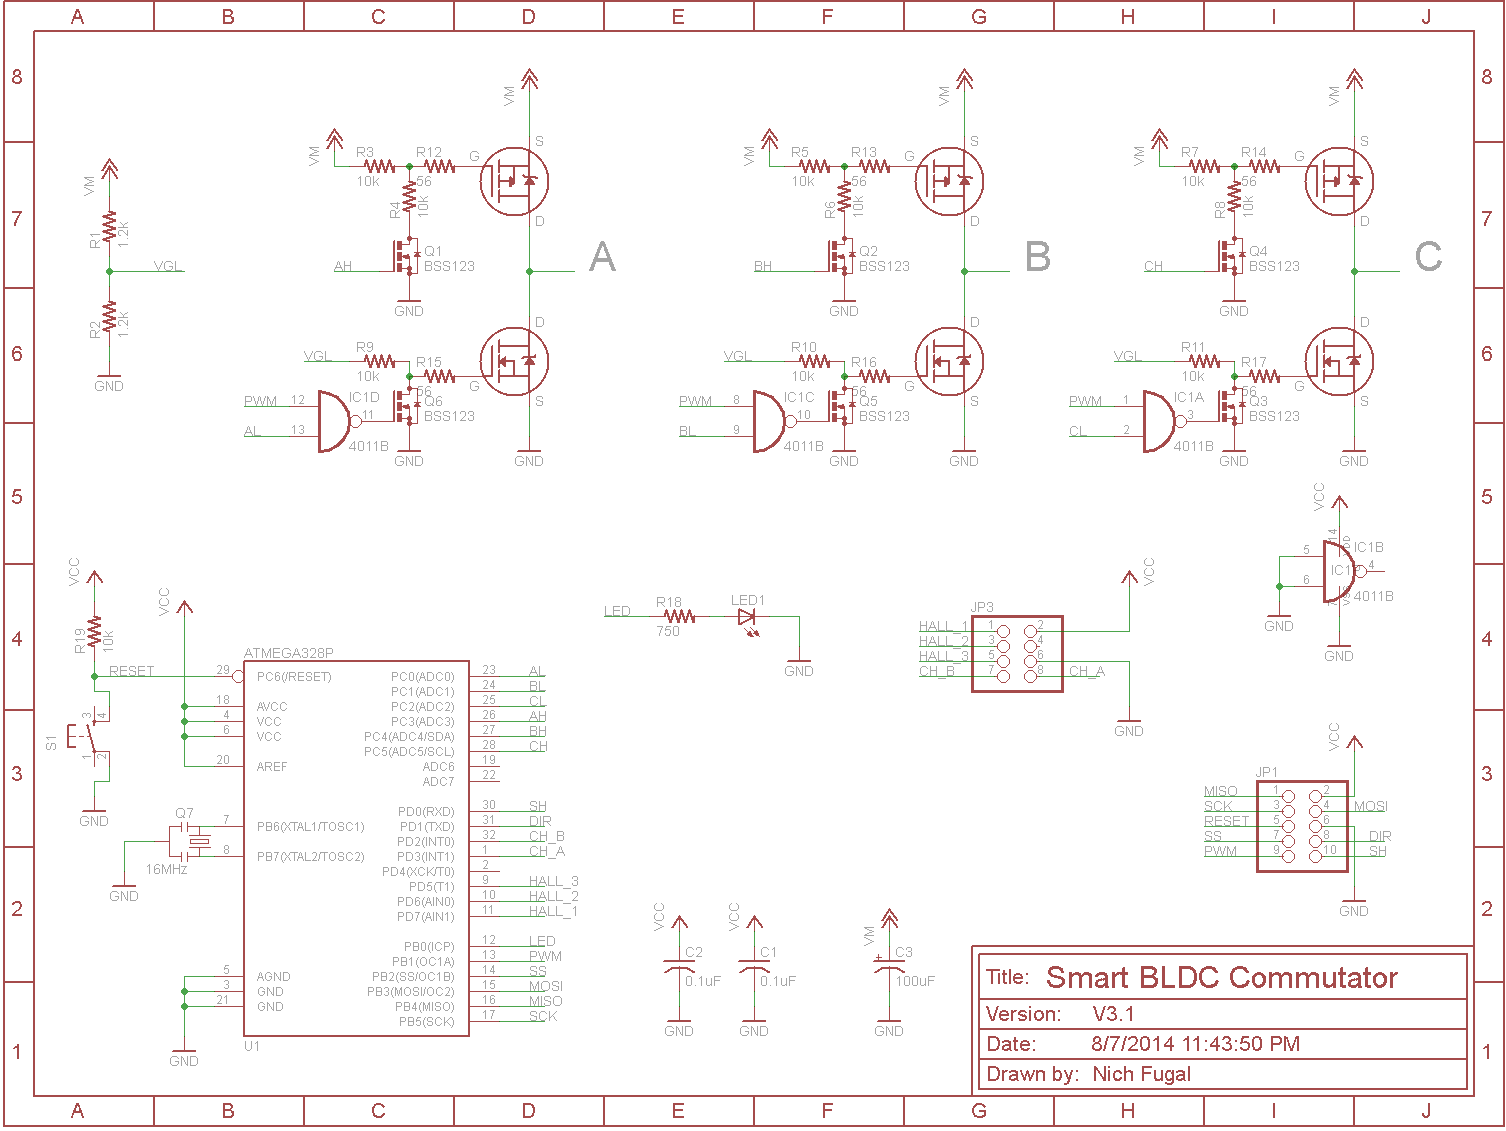 A B C D E F G H I J
8 8
7 7
6 6
5 5
4 4
3 3
2 2
1 1
VM
R1
1.2k
VGL
R2
1.2k
GND
VM
R3
10k
R12
56
R4
10k
G
S
D
VM
AH
Q1
BSS123
GND
A
VGL
R9
10k
R15
56
G
D
S
PWM 12
AL 13
IC1D
11
4011B
Q6
BSS123
GND
GND
VM
R5
10k
R13
56
R6
10k
G
S
D
VM
BH
Q2
BSS123
GND
B
VGL
R10
10k
R16
56
G
D
S
PWM 8
BL 9
IC1C
10
4011B
Q5
BSS123
GND
GND
VM
R7
10k
R14
56
R8
10k
G
S
D
VM
CH
Q4
BSS123
GND
C
VGL
R11
10k
R17
56
G
D
S
PWM 1
CL 2
IC1A
3
4011B
Q3
BSS123
GND
GND
VCC
14
5
6
IC1B
4
4011B
GND
GND
VCC
R19
10k
RESET
S1
3 4
1 2
GND
VCC
ATMEGA328P
29 PC6(/RESET)
18 AVCC
4 VCC
6 VCC
20 AREF
7 PB6(XTAL1/TOSC1)
8 PB7(XTAL2/TOSC2)
5 AGND
3 GND
21 GND
U1
GND
Q7
16MHz
GND
PC0(ADC0) 23 AL
PC1(ADC1) 24 BL
PC2(ADC2) 25 CL
PC3(ADC3) 26 AH
PC4(ADC4/SDA) 27 BH
PC5(ADC5/SCL) 28 CH
ADC6 19
ADC7 22
PD0(RXD) 30 SH
PD1(TXD) 31 DIR
PD2(INT0) 32 CH_B
PD3(INT1) 1 CH_A
PD4(XCK/T0) 2
PD5(T1) 9 HALL_3
PD6(AIN0) 10 HALL_2
PD7(AIN1) 11 HALL_1
PB0(ICP) 12 LED
PB1(OC1A) 13 PWM
PB2(SS/OC1B) 14 SS
PB3(MOSI/OC2) 15 MOSI
PB4(MISO) 16 MISO
PB5(SCK) 17 SCK
LED
R18
750
LED1
GND
JP3
HALL_1 1 2
HALL_2 3 4
HALL_3 5 6
CH_B 7 8 CH_A
VCC
GND
JP1
MISO 1 2
SCK 3 4 MOSI
RESET 5 6
SS 7 8 DIR
PWM 9 10 SH
VCC
GND
VCC
C2
0.1uF
GND
VCC
C1
0.1uF
GND
VM
+
C3
100uF
GND
Title: Smart BLDC Commutator
Version: V3.1
Date: 8/7/2014 11:43:50 PM
Drawn by: Nich Fugal
A B C D E F G H I J